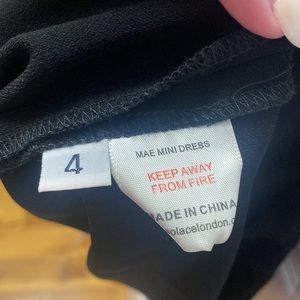 4
MAE MINI DRESS
KEEP AWAY
FROM FIRE
MADE IN CHINA